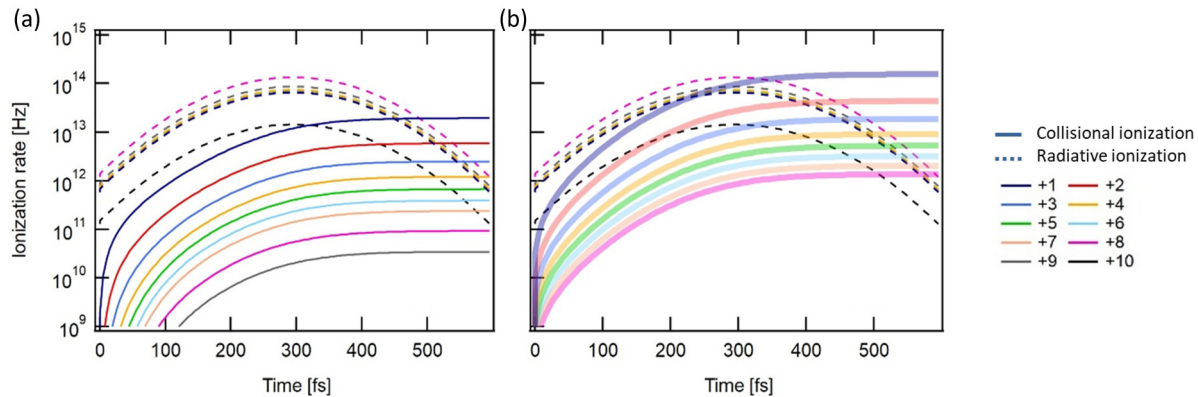 (a)
(b)
Ionization rate [Hz]
10^15
10^14
10^13
10^12
10^11
10^10
10^9
0 100 200 300 400 500
Time [fs]
0 100 200 300 400 500
Time [fs]
Collisional ionization
Radiative ionization
+1 +2
+3 +4
+5 +6
+7 +8
+9 +10